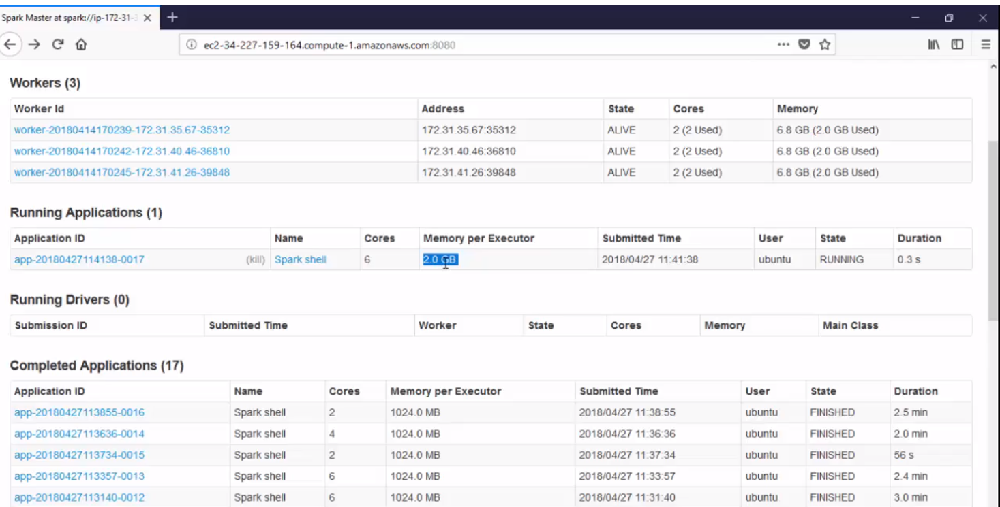 Spark Master at spark://ip-172-31-3
ec2-34-227-159-164.compute-1.amazonaws.com:8080
Workers (3)
Worker Id Address State Cores Memory
worker-20180414170239-172.31.35.67-35312 172.31.35.67:35312 ALIVE 2 (2 Used) 6.8 GB (2.0 GB Used)
worker-20180414170242-172.31.40.46-36810 172.31.40.46:36810 ALIVE 2 (2 Used) 6.8 GB (2.0 GB Used)
worker-20180414170245-172.31.41.26-39848 172.31.41.26:39848 ALIVE 2 (2 Used) 6.8 GB (2.0 GB Used)
Running Applications (1)
Application ID Name Cores Memory per Executor Submitted Time User State Duration
app-20180427114138-0017 (kill) Spark shell 6 2.0 GB 2018/04/27 11:41:38 ubuntu RUNNING 0.3 s
Running Drivers (0)
Submission ID Submitted Time Worker State Cores Memory Main Class
Completed Applications (17)
Application ID Name Cores Memory per Executor Submitted Time User State Duration
app-20180427113855-0016 Spark shell 2 1024.0 MB 2018/04/27 11:38:55 ubuntu FINISHED 2.5 min
app-20180427113636-0014 Spark shell 4 1024.0 MB 2018/04/27 11:36:36 ubuntu FINISHED 2.0 min
app-20180427113734-0015 Spark shell 2 1024.0 MB 2018/04/27 11:37:34 ubuntu FINISHED 56 s
app-20180427113357-0013 Spark shell 6 1024.0 MB 2018/04/27 11:33:57 ubuntu FINISHED 2.4 min
app-20180427113140-0012 Spark shell 6 1024.0 MB 2018/04/27 11:31:40 ubuntu FINISHED 3.0 min